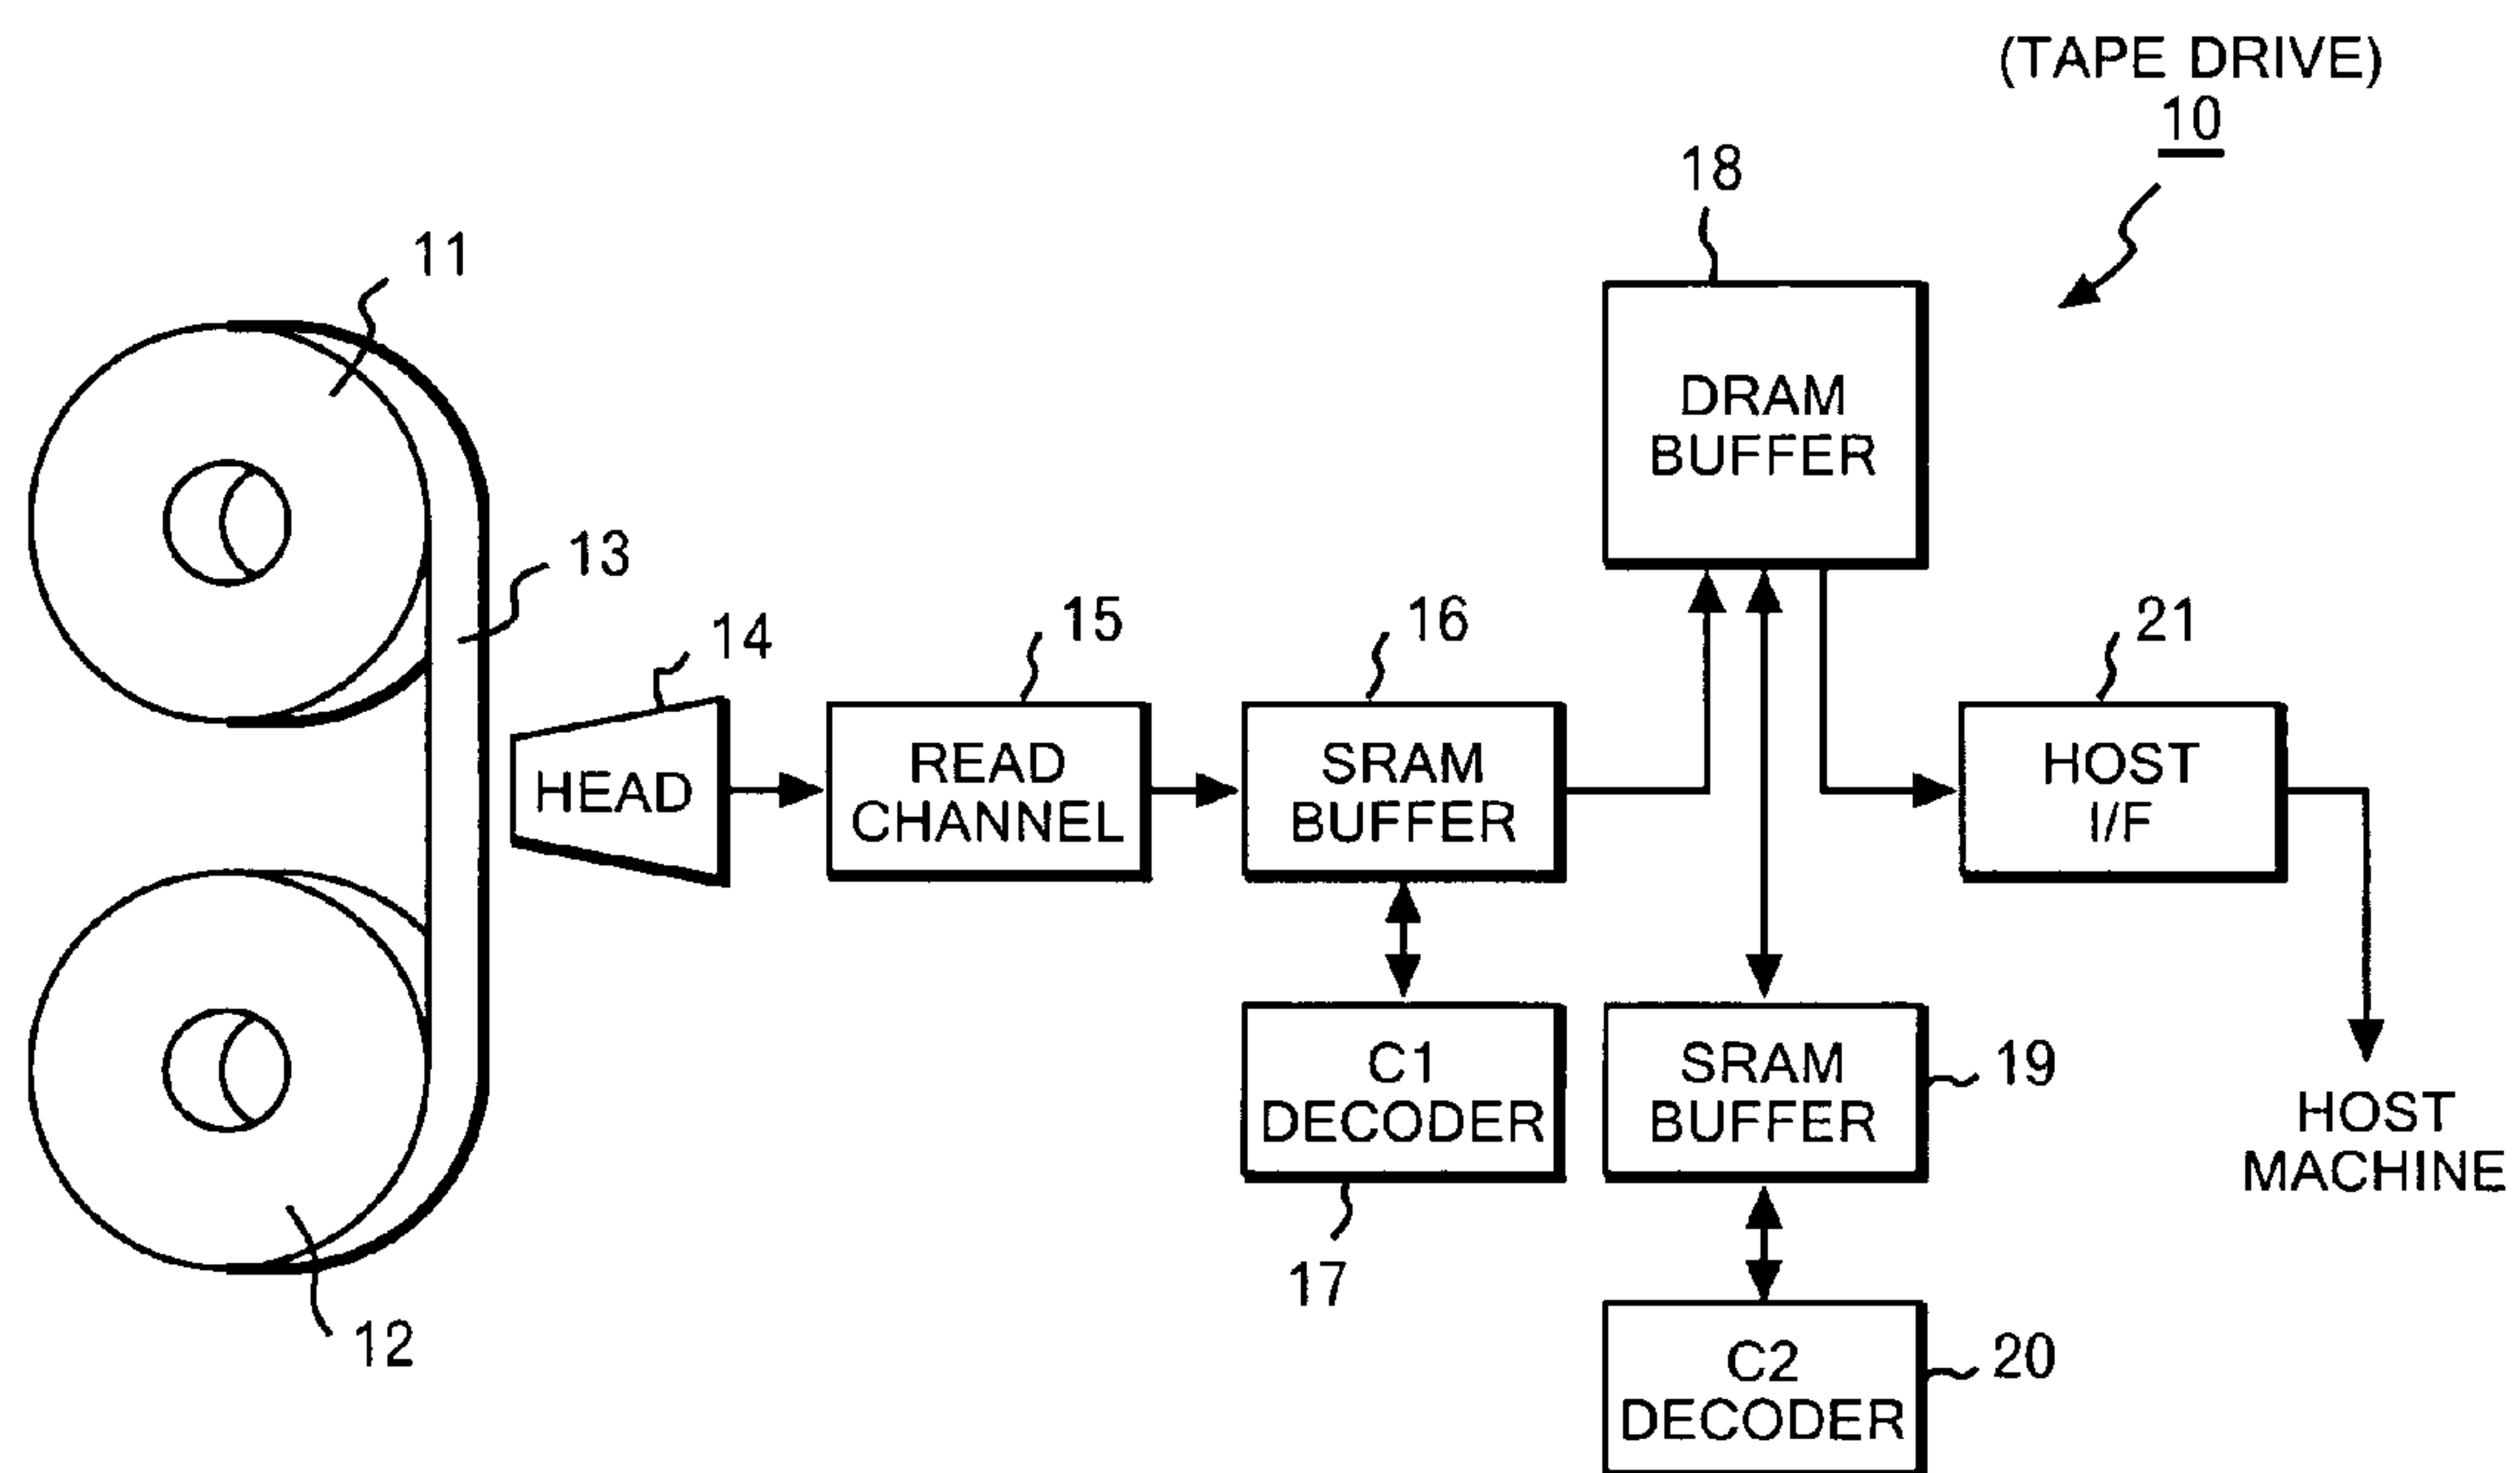 (TAPE DRIVE)
10
18
11
DRAM
BUFFER
13
14
15
16
21
HEAD
READ
CHANNEL
SRAM
BUFFER
HOST
I/F
C1
DECODER
SRAM
BUFFER
19
HOST
MACHINE
17
12
C2
DECODER
20